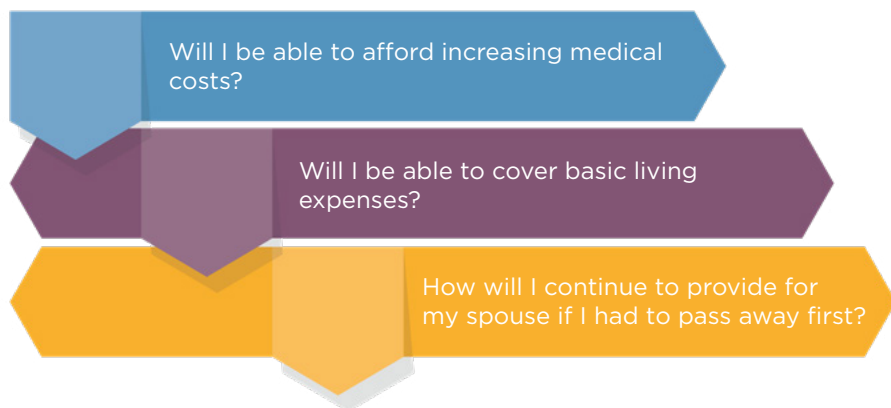 Will I be able to afford increasing medical
costs?
Will I be able to cover basic living
expenses?
How will I continue to provide for
my spouse if I had to pass away first?